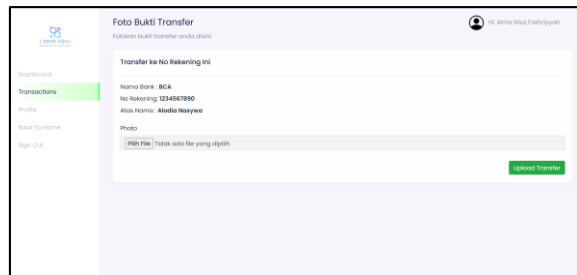 Lapak Hijau
Dashboard
Transactions
Profile
Back To Home
Sign Out
Foto Bukti Transfer
Fotokan bukti transfer anda disini
Hi, Alma Nisa Fakhriyyah
Transfer ke No Rekening Ini
Nama Bank : BCA
No Rekening: 1234567890
Atas Nama : Aladia Nasywa
Photo
Pilih File Tidak ada file yang dipilih
Upload Transfer